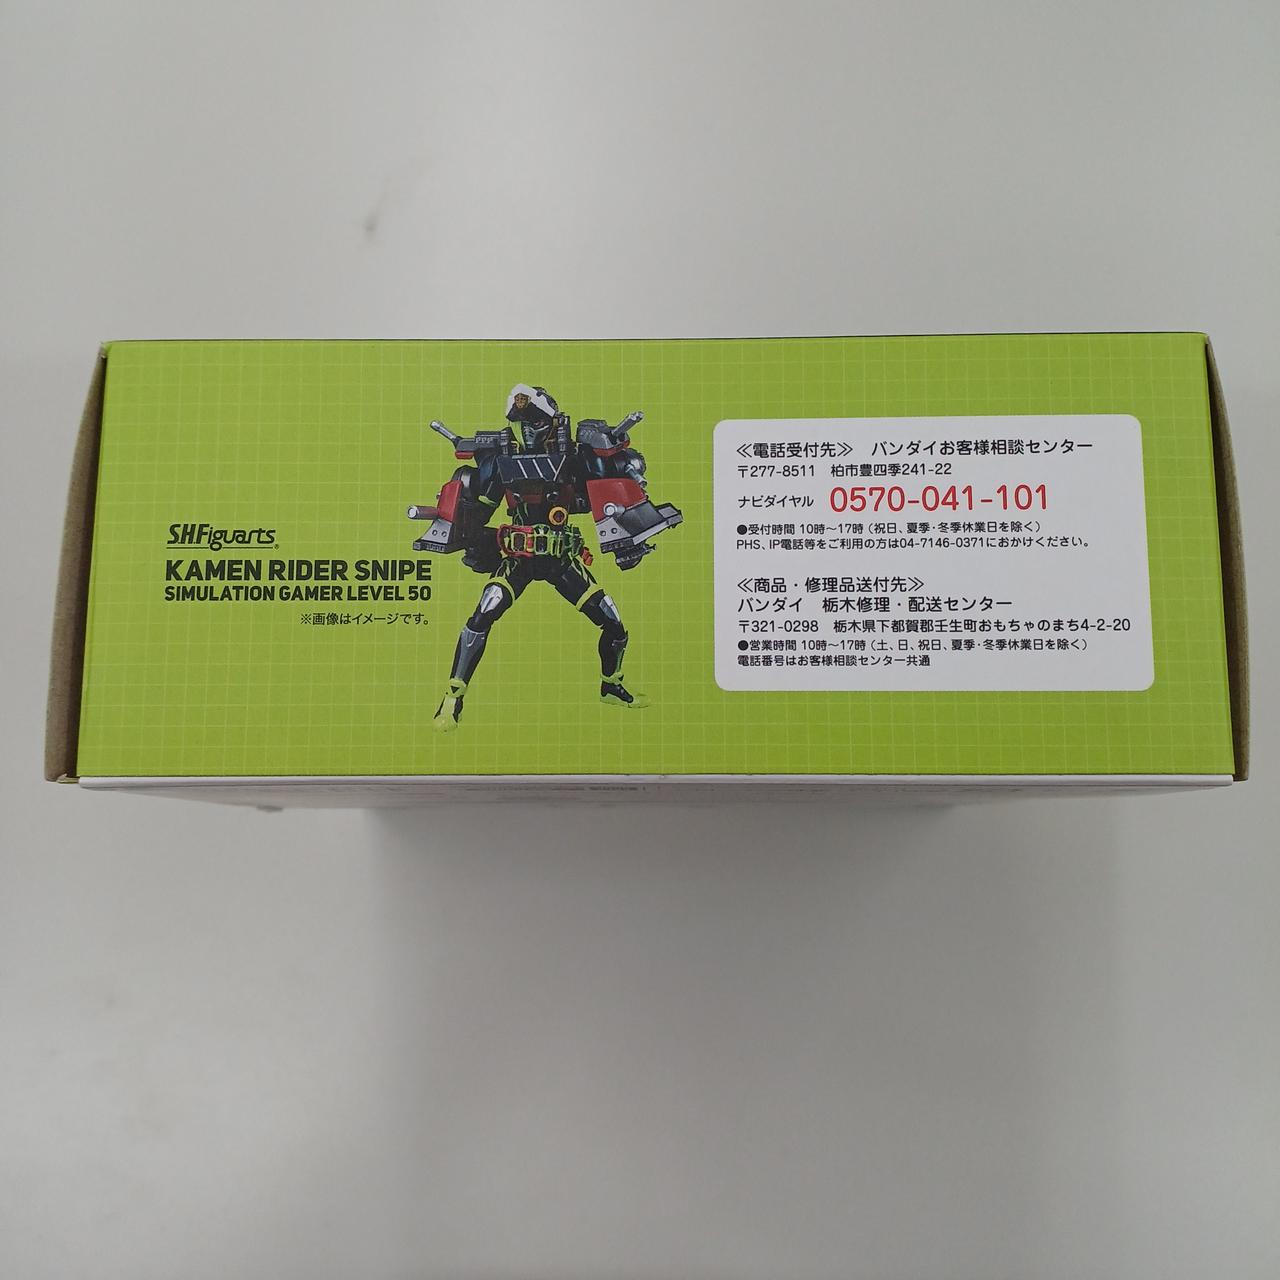 S.H.Figuarts
KAMEN RIDER SNIPE
SIMULATION GAMER LEVEL 50
※画像はイメージです。
≪電話受付先≫　バンダイお客様相談センター
〒277-8511　柏市豊四季241-22
ナビダイヤル　0570-041-101
●受付時間 10時～17時（祝日、夏季・冬季休業日を除く）
PHS、IP電話等をご利用の方は04-7146-0371におかけください。
≪商品・修理品送付先≫
バンダイ　栃木修理・配送センター
〒321-0298　栃木県下都賀郡壬生町おもちゃのまち4-2-20
●営業時間 10時～17時（土、日、祝日、夏季・冬季休業日を除く）
電話番号はお客様相談センター共通